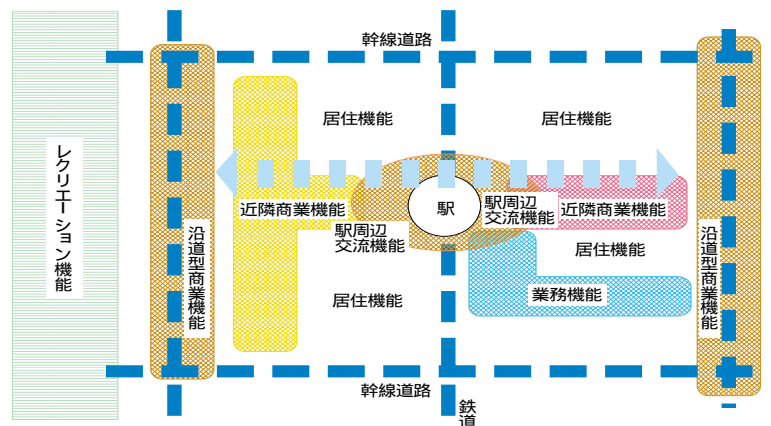 幹線道路
居住機能
居住機能
レクリエーション機能
沿道型商業機能
近隣商業機能
駅
駅周辺
交流機能
駅周辺
交流機能
近隣商業機能
沿道型商業機能
居住機能
居住機能
業務機能
幹線道路
鉄道